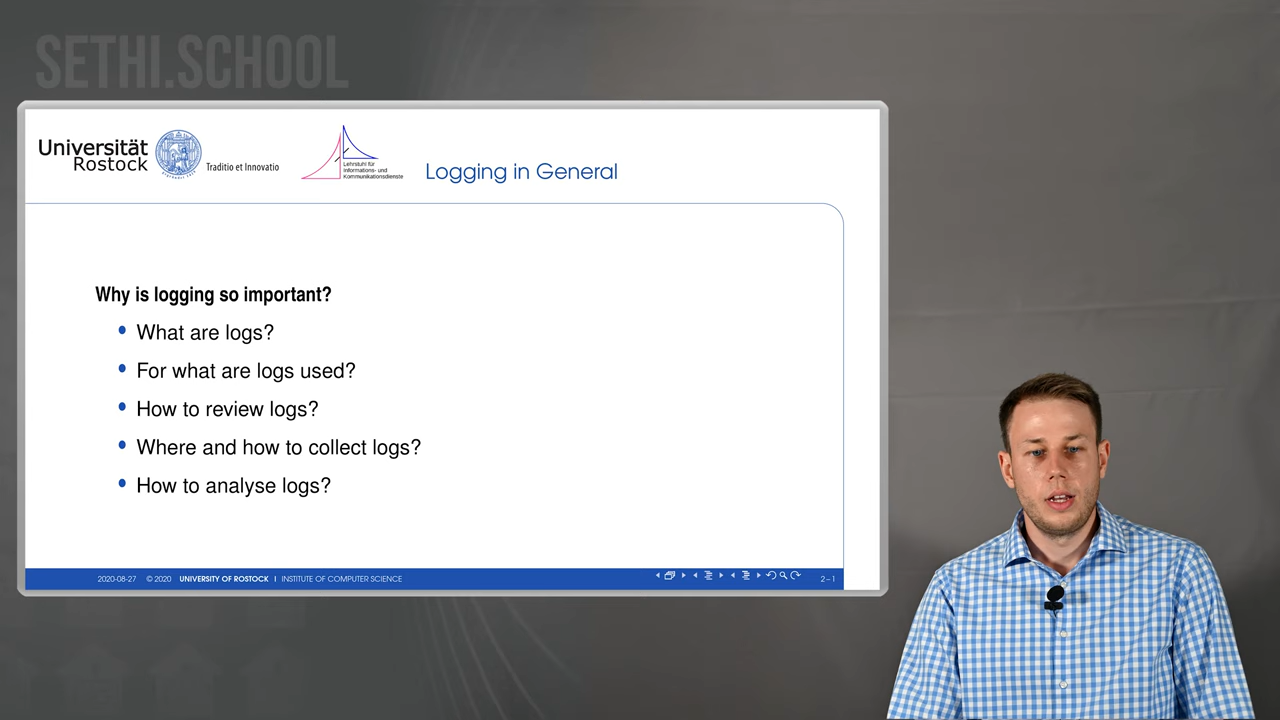 SETHI.SCHOOL
Universität
Rostock
Traditio et Innovatio
Lehrstuhl für
Informations- und
Kommunikationsdienste
Logging in General
Why is logging so important?
• What are logs?
• For what are logs used?
• How to review logs?
• Where and how to collect logs?
• How to analyse logs?
2020-08-27 © 2020 UNIVERSITY OF ROSTOCK | INSTITUTE OF COMPUTER SCIENCE 2–1